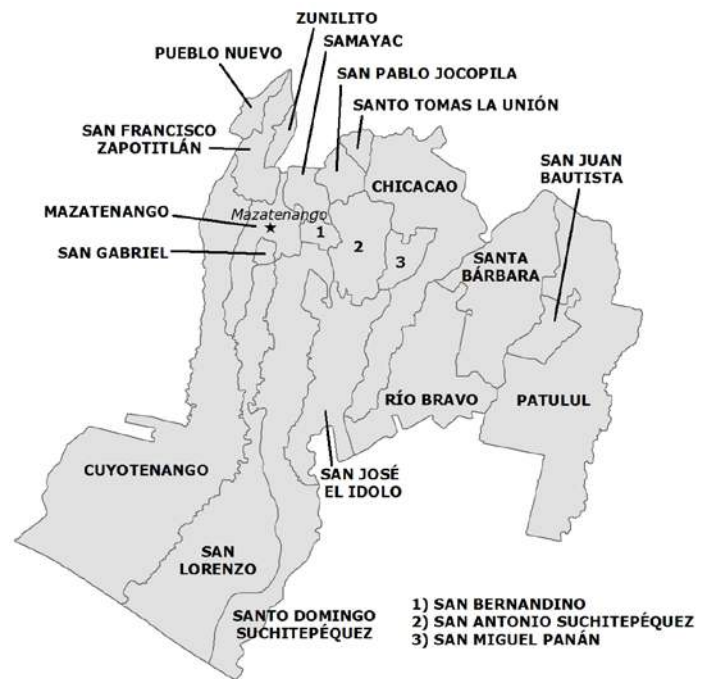 ZUNILITO
SAMAYAC
PUEBLO NUEVO
SAN PABLO JOCOPILA
SANTO TOMAS LA UNIÓN
SAN FRANCISCO
ZAPOTITLÁN
SAN JUAN
BAUTISTA
CHICACAO
MAZATENANGO
Mazatenango
1
2
3
SAN GABRIEL
SANTA
BÁRBARA
RÍO BRAVO
PATULUL
CUYOTENANGO
SAN JOSÉ
EL IDOLO
SAN
LORENZO
SANTO DOMINGO
SUCHITEPÉQUEZ
1) SAN BERNANDINO
2) SAN ANTONIO SUCHITEPÉQUEZ
3) SAN MIGUEL PANÁN